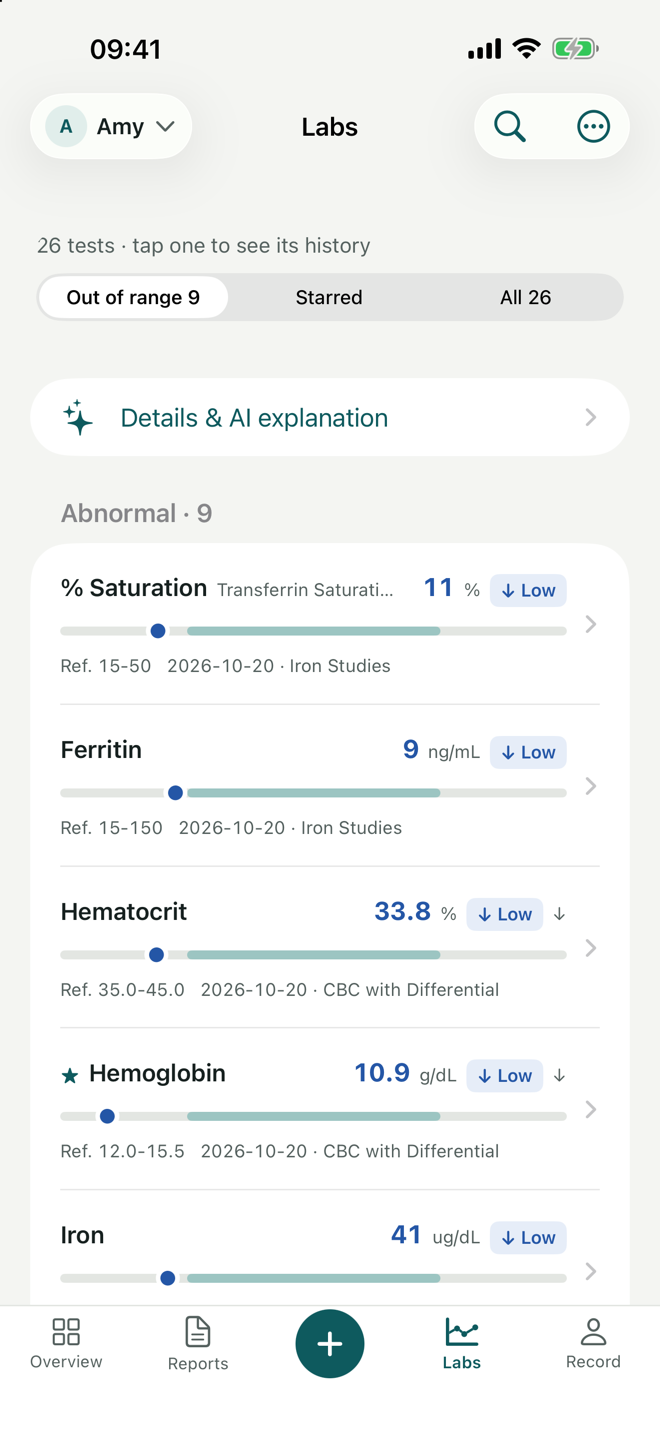 09:41
A Amy Labs
26 tests · tap one to see its history
Out of range 9 Starred All 26
Details & AI explanation
Abnormal · 9
% Saturation Transferrin Saturati... 11 % ↓ Low
Ref. 15-50 2026-10-20 · Iron Studies
Ferritin 9 ng/mL ↓ Low
Ref. 15-150 2026-10-20 · Iron Studies
Hematocrit 33.8 % ↓ Low ↓
Ref. 35.0-45.0 2026-10-20 · CBC with Differential
★ Hemoglobin 10.9 g/dL ↓ Low ↓
Ref. 12.0-15.5 2026-10-20 · CBC with Differential
Iron 41 ug/dL ↓ Low
Overview Reports + Labs Record